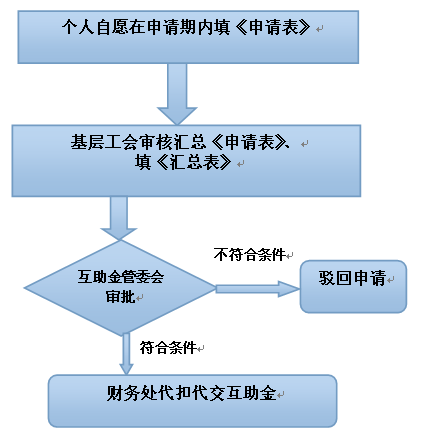 个人自愿在申请期内填《申请表》
基层工会审核汇总《申请表》、
填《汇总表》
互助金管委会
审批
不符合条件
驳回申请
符合条件
财务处代扣代交互助金